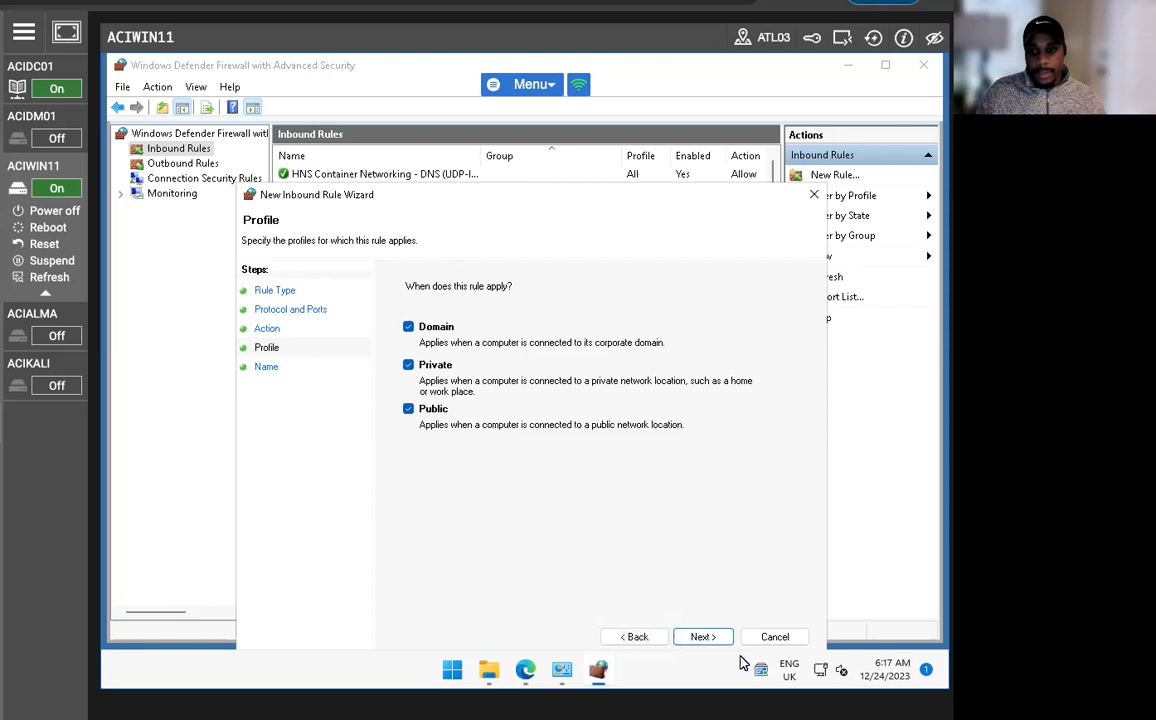 ACIWIN11
ATL03
ACIDC01
On
ACIDM01
Off
ACIWIN11
On
Power off
Reboot
Reset
Suspend
Refresh
ACIALMA
Off
ACIKALI
Off
Windows Defender Firewall with Advanced Security
File Action View Help
Menu
Windows Defender Firewall wit
Inbound Rules
Outbound Rules
Connection Security Rules
Monitoring
Inbound Rules
Name Group Profile Enabled Action
HNS Container Networking - DNS (UDP-I... All Yes Allow
Actions
Inbound Rules
New Rule...
er by Profile
er by State
er by Group
w
esh
ort List...
p
New Inbound Rule Wizard
Profile
Specify the profiles for which this rule applies.
Steps:
Rule Type
Protocol and Ports
Action
Profile
Name
When does this rule apply?
Domain
Applies when a computer is connected to its corporate domain.
Private
Applies when a computer is connected to a private network location, such as a home
or work place.
Public
Applies when a computer is connected to a public network location.
< Back Next > Cancel
ENG
UK
6:17 AM
12/24/2023
1